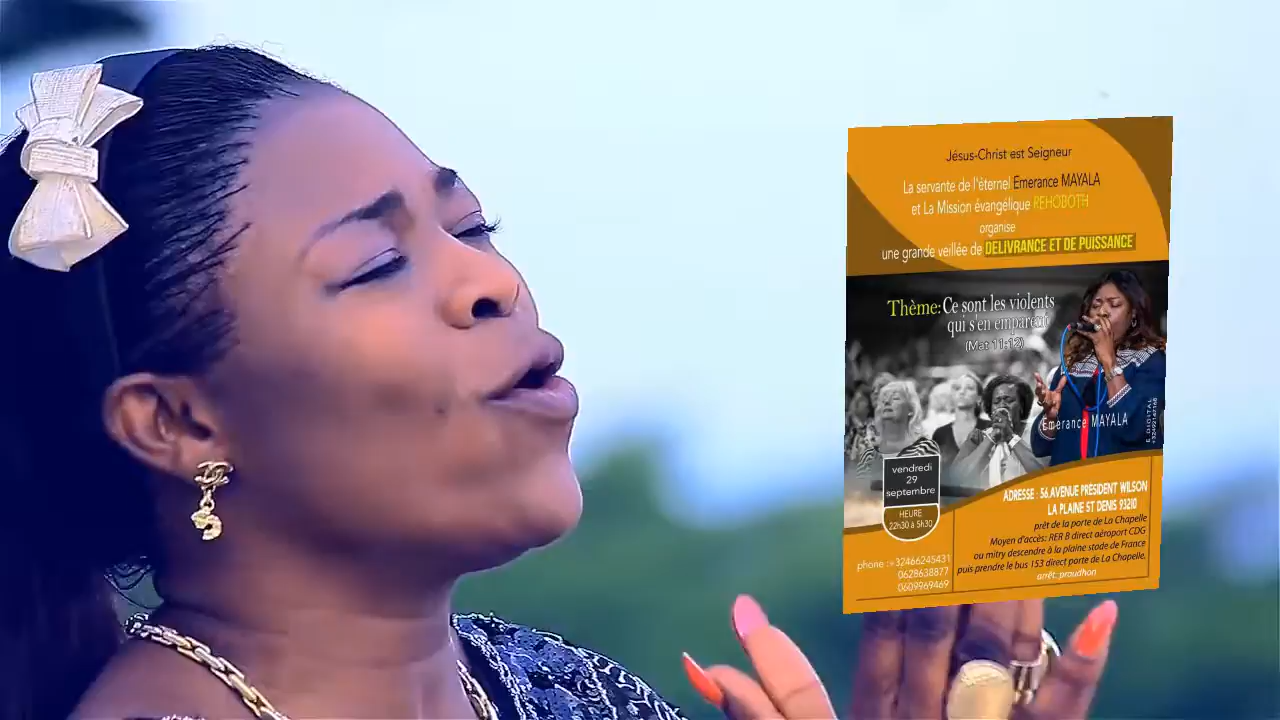 Jésus-Christ est Seigneur
La servante de l'éternel Emerance MAYALA
et La Mission évangélique REHOBOTH
organise
une grande veillée de DELIVRANCE ET DE PUISSANCE
Thème: Ce sont les violents
qui s'en emparent
(Mat 11:12)
Emerance MAYALA
E DIGITAL
+32492147168
vendredi
29
septembre
HEURE
22h30 à 5h30
ADRESSE : 56,AVENUE PRÉSIDENT WILSON
LA PLAINE ST DENIS 93210
prêt de la porte de La Chapelle
Moyen d'accès: RER B direct aéroport CDG
ou mitry descendre à la plaine stade de France
puis prendre le bus 153 direct porte de La Chapelle.
arrêt. proudhon
phone :+32466245431
0628638877
0609969469